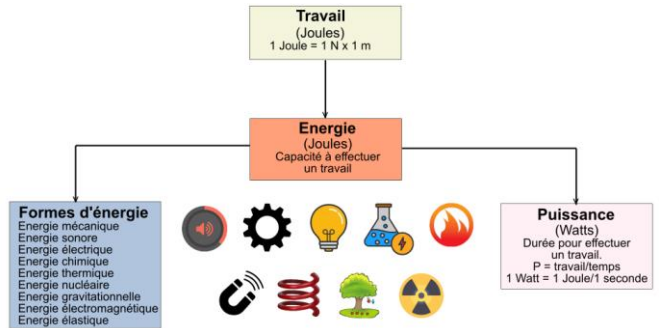 Travail
(Joules)
1 Joule = 1 N x 1 m
Energie
(Joules)
Capacité à effectuer
un travail
Formes d'énergie
Energie mécanique
Energie sonore
Energie électrique
Energie chimique
Energie thermique
Energie nucléaire
Energie gravitationnelle
Energie électromagnétique
Energie élastique
Puissance
(Watts)
Durée pour effectuer
un travail.
P = travail/temps
1 Watt = 1 Joule/1 seconde